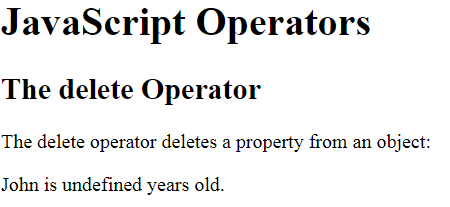 JavaScript Operators
The delete Operator
The delete operator deletes a property from an object:
John is undefined years old.